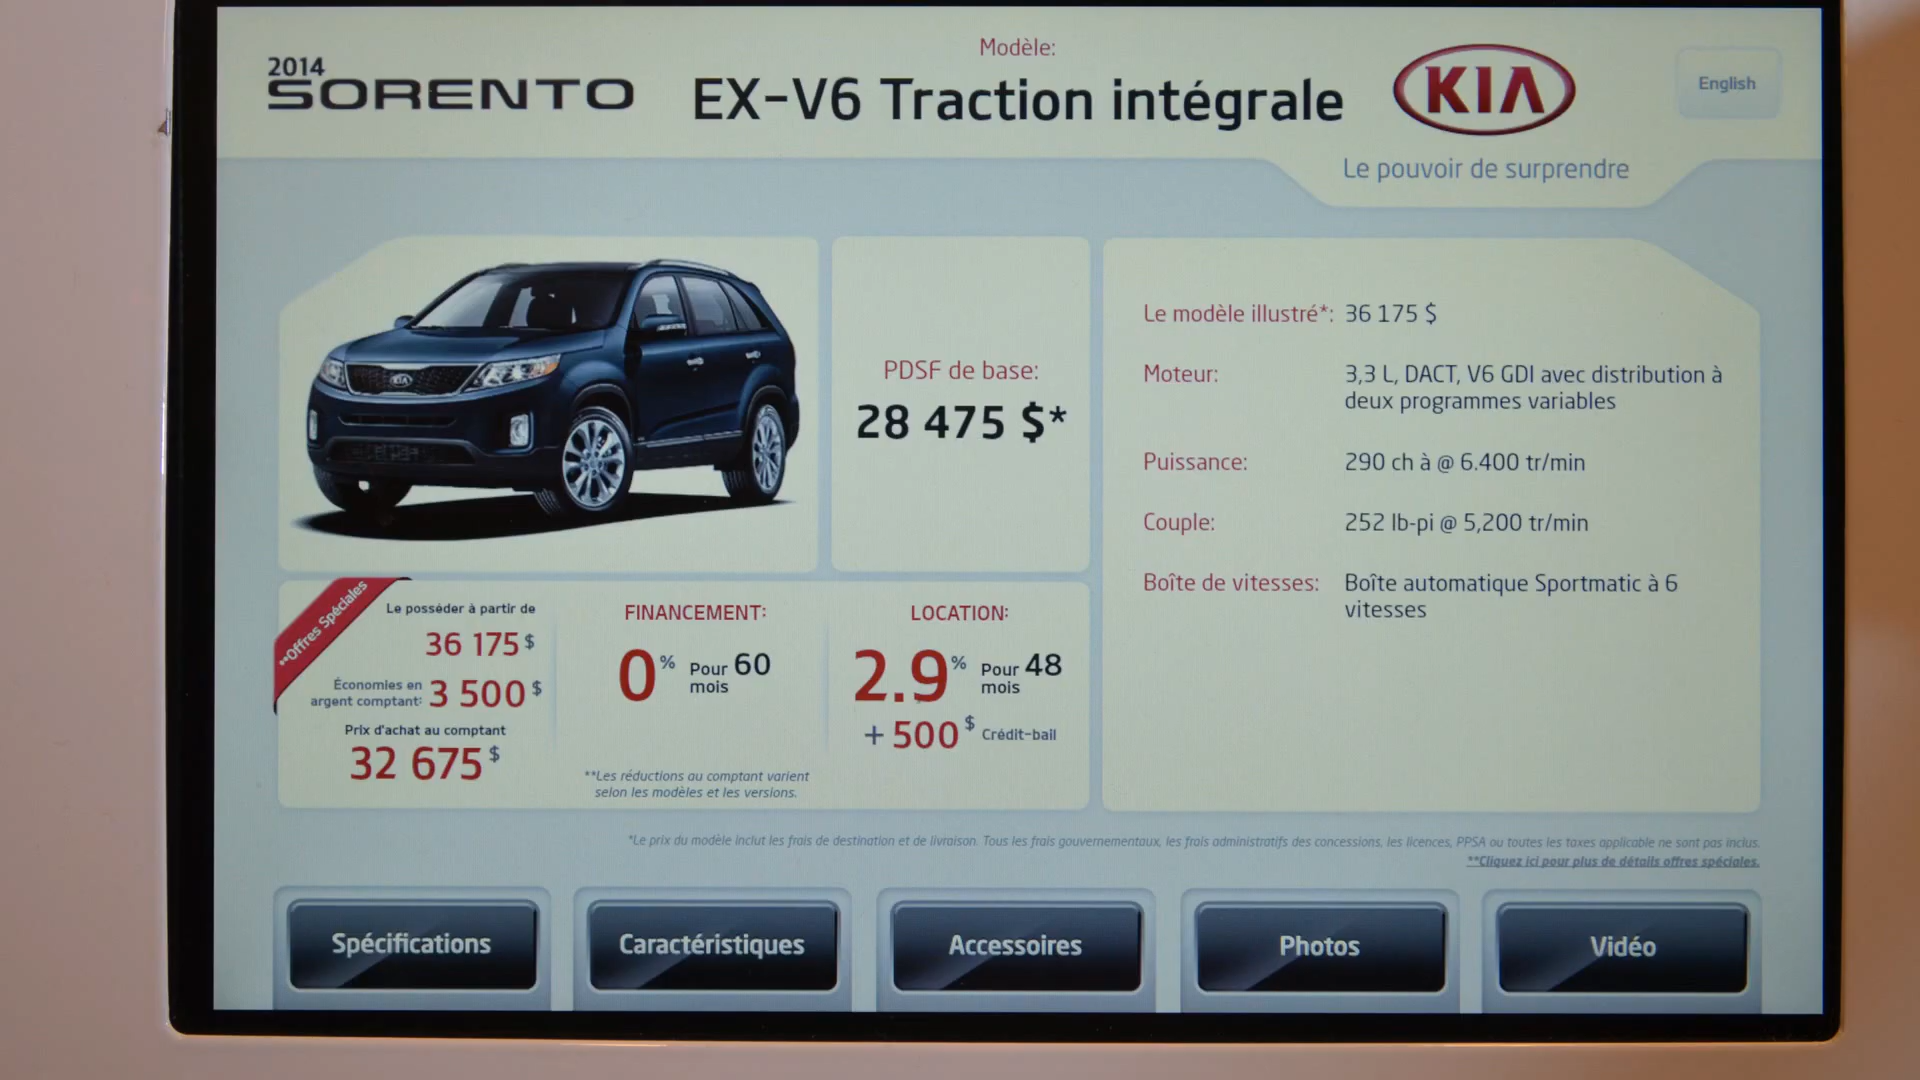 2014
SORENTO
Modèle:
EX-V6 Traction intégrale
KIA
English
Le pouvoir de surprendre
KIA
PDSF de base:
28 475 $*
Le modèle illustré*: 36 175 $
Moteur: 3,3 L, DACT, V6 GDI avec distribution à
deux programmes variables
Puissance: 290 ch à @ 6.400 tr/min
Couple: 252 lb-pi @ 5,200 tr/min
Boîte de vitesses: Boîte automatique Sportmatic à 6
vitesses
**Offres Spéciales
Le posséder à partir de
36 175 $
Économies en
argent comptant: 3 500 $
Prix d'achat au comptant
32 675 $
FINANCEMENT:
0 % Pour 60
mois
**Les réductions au comptant varient
selon les modèles et les versions.
LOCATION:
2.9 % Pour 48
mois
+ 500 $ Crédit-bail
*Le prix du modèle inclut les frais de destination et de livraison. Tous les frais gouvernementaux, les frais administratifs des concessions, les licences, PPSA ou toutes les taxes applicable ne sont pas inclus.
**Cliquez ici pour plus de détails offres spéciales.
Spécifications
Caractéristiques
Accessoires
Photos
Vidéo